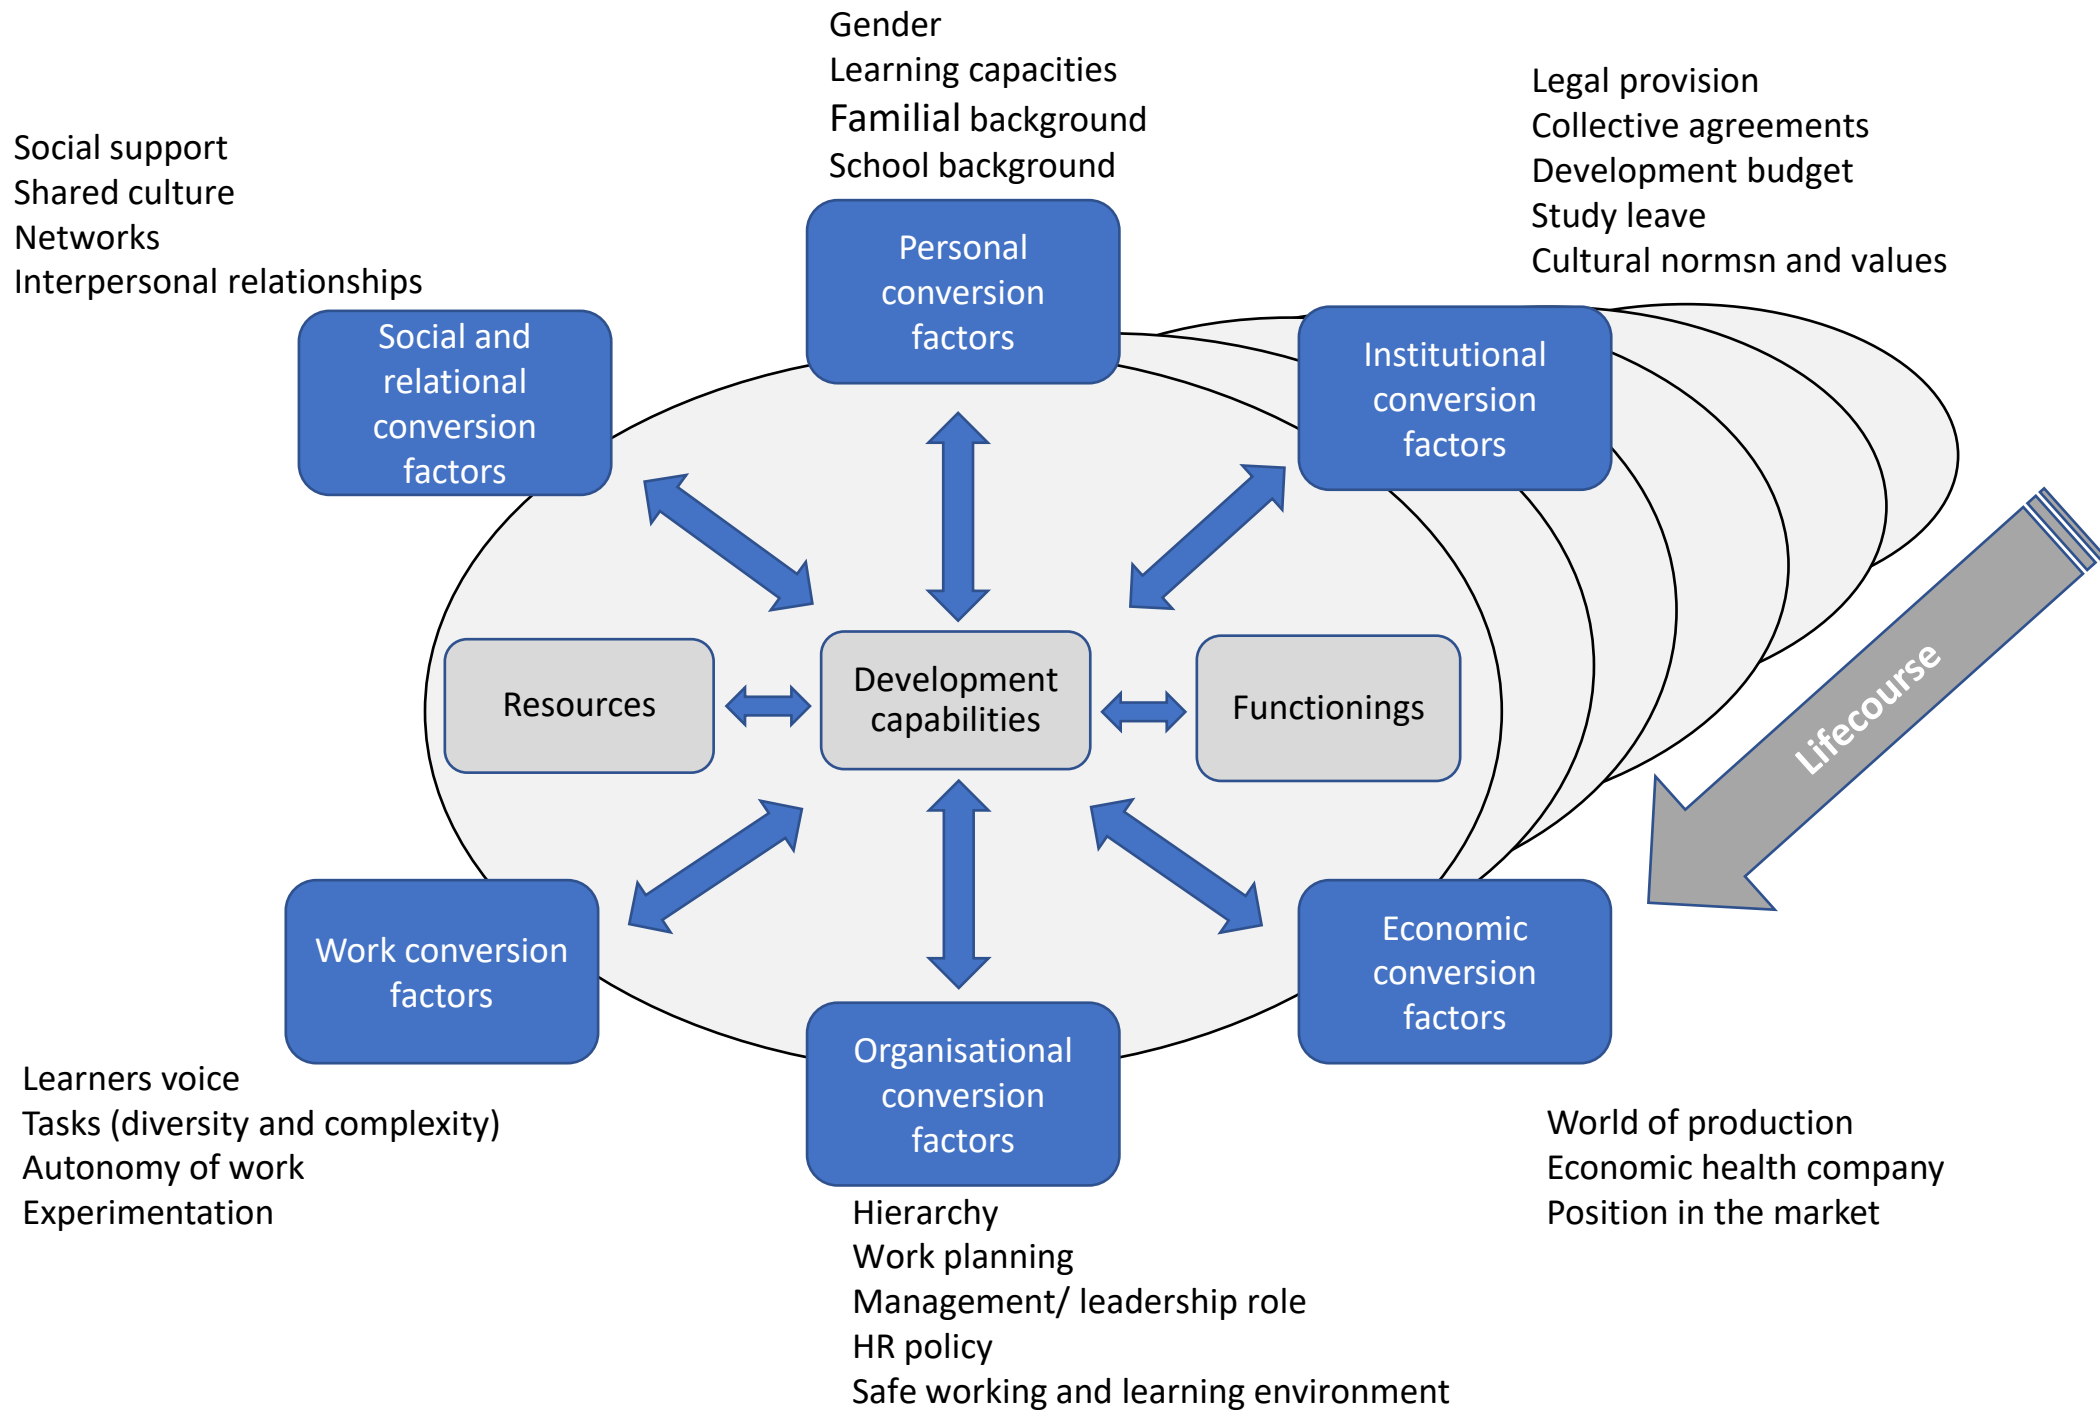 Gender
Learning capacities
Familial background
School background
Legal provision
Collective agreements
Development budget
Study leave
Cultural normsn and values
Social support
Shared culture
Networks
Interpersonal relationships
Personal
conversion
factors
Social and
relational
conversion
factors
Institutional
conversion
factors
Resources
Development
capabilities
Functionings
Lifecourse
Work conversion
factors
Organisational
conversion
factors
Economic
conversion
factors
Learners voice
Tasks (diversity and complexity)
Autonomy of work
Experimentation
Hierarchy
Work planning
Management/ leadership role
HR policy
Safe working and learning environment
World of production
Economic health company
Position in the market